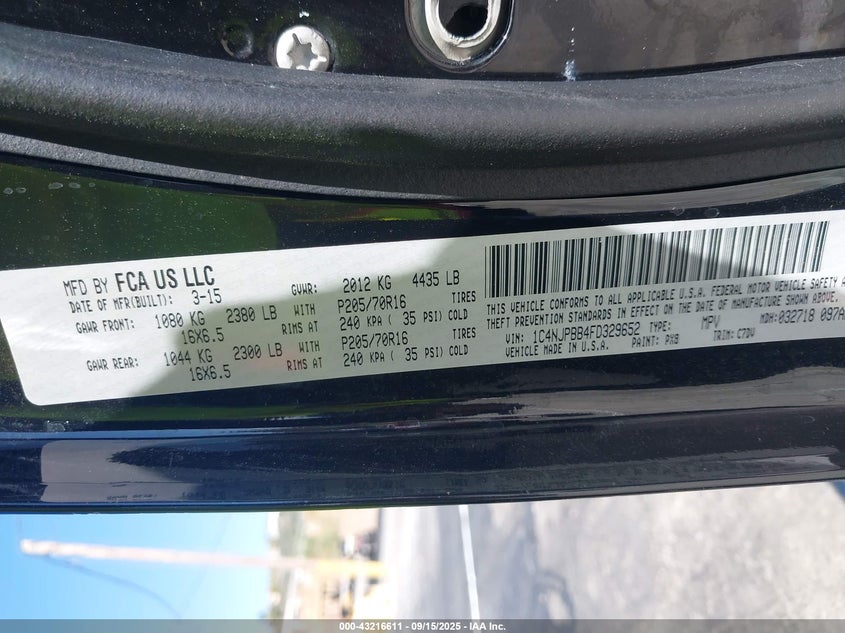 MFD BY FCA US LLC
DATE OF MFR(BUILT): 3-15 GVWR: 2012 KG 4435 LB
GAWR FRONT: 1080 KG 2380 LB WITH P205/70R16 TIRES
16X6.5 RIMS AT 240 KPA ( 35 PSI) COLD
GAWR REAR: 1044 KG 2300 LB WITH P205/70R16 TIRES
16X6.5 RIMS AT 240 KPA ( 35 PSI) COLD
THIS VEHICLE CONFORMS TO ALL APPLICABLE U.S.A. FEDERAL MOTOR VEHICLE SAFETY
THEFT PREVENTION STANDARDS IN EFFECT ON THE DATE OF MANUFACTURE SHOWN ABOVE.
VIN: 1C4NJPBB4FD329652 TYPE: MPV MDH:032718 097A
VEHICLE MADE IN U.S.A. PAINT: PX8 TRIM: C7DV
000-43216611 - 09/15/2025 - IAA Inc.